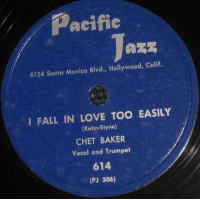 Pacific
Jazz
6124 Santa Monica Blvd., Hollywood, Calif.
I FALL IN LOVE TOO EASILY
(Kahn-Styne)
CHET BAKER
Vocal and Trumpet
614
(PJ 306)